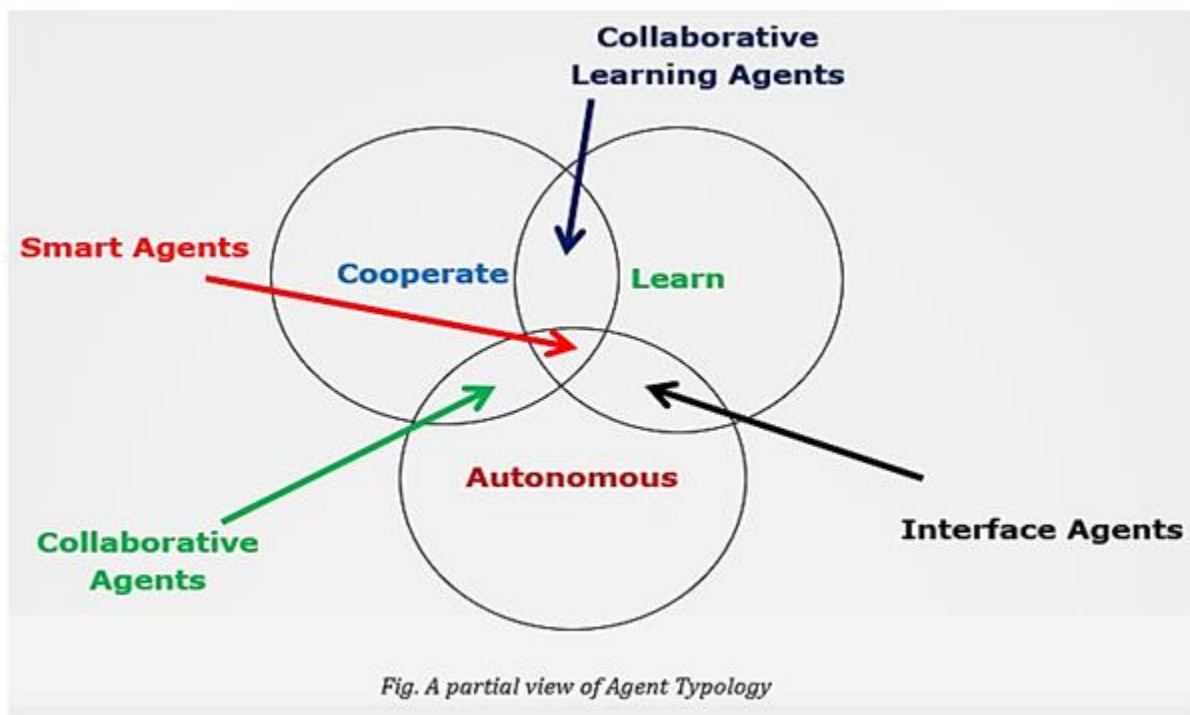 Collaborative
Learning Agents
Smart Agents
Cooperate
Learn
Autonomous
Collaborative
Agents
Interface Agents
Fig. A partial view of Agent Typology